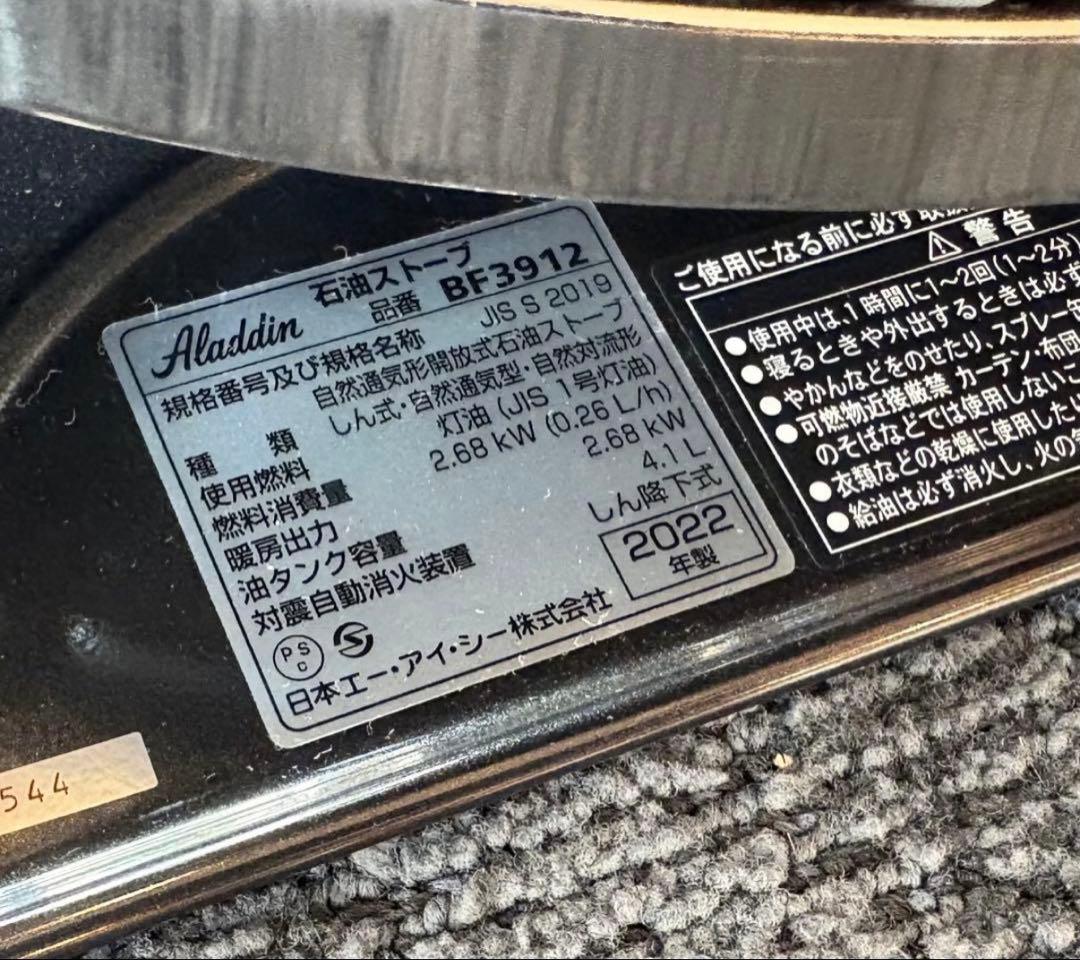 Aladdin 石油ストーブ
品番 BF3912
規格番号及び規格名称 JIS S 2019
自然通気形開放式石油ストーブ
種類 しん式・自然通気型・自然対流形
使用燃料 灯油(JIS 1号灯油)
燃料消費量 2.68 kW (0.26 L/h)
暖房出力 2.68 kW
油タンク容量 4.1 L
対震自動消火装置 しん降下式
2022
年製
PS
C
日本エー・アイ・シー株式会社
ご使用になる前に必ず取扱
警告
●使用中は、1時間に1~2回(1~2分)
●寝るときや外出するときは必ず
●やかんなどをのせたり、スプレー缶
●可燃物近接厳禁 カーテン・布団
のそばなどでは使用しないこ
●衣類などの乾燥に使用したり
●給油は必ず消火し、火の気
544